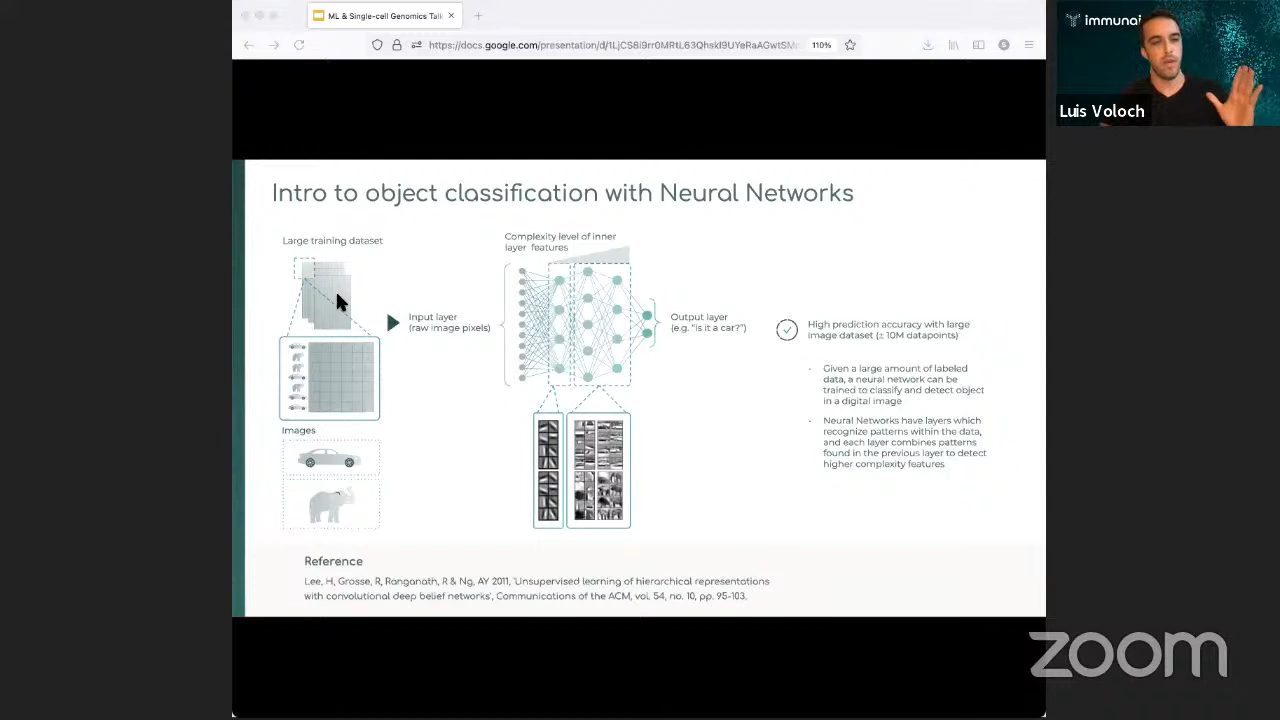 ML & Single-cell Genomics Talk
110%
immunai
Luis Voloch
Intro to object classification with Neural Networks
Large training dataset
Complexity level of inner
layer features
Input layer
(raw image pixels)
Output layer
(e.g. "is it a car?")
High prediction accuracy with large
image dataset (± 10M datapoints)
· Given a large amount of labeled
data, a neural network can be
trained to classify and detect object
in a digital image
· Neural Networks have layers which
recognize patterns within the data,
and each layer combines patterns
found in the previous layer to detect
higher complexity features
Images
Reference
Lee, H, Grosse, R, Ranganath, R & Ng, AY 2011, 'Unsupervised learning of hierarchical representations
with convolutional deep belief networks', Communications of the ACM, vol. 54, no. 10, pp. 95-103.
zoom